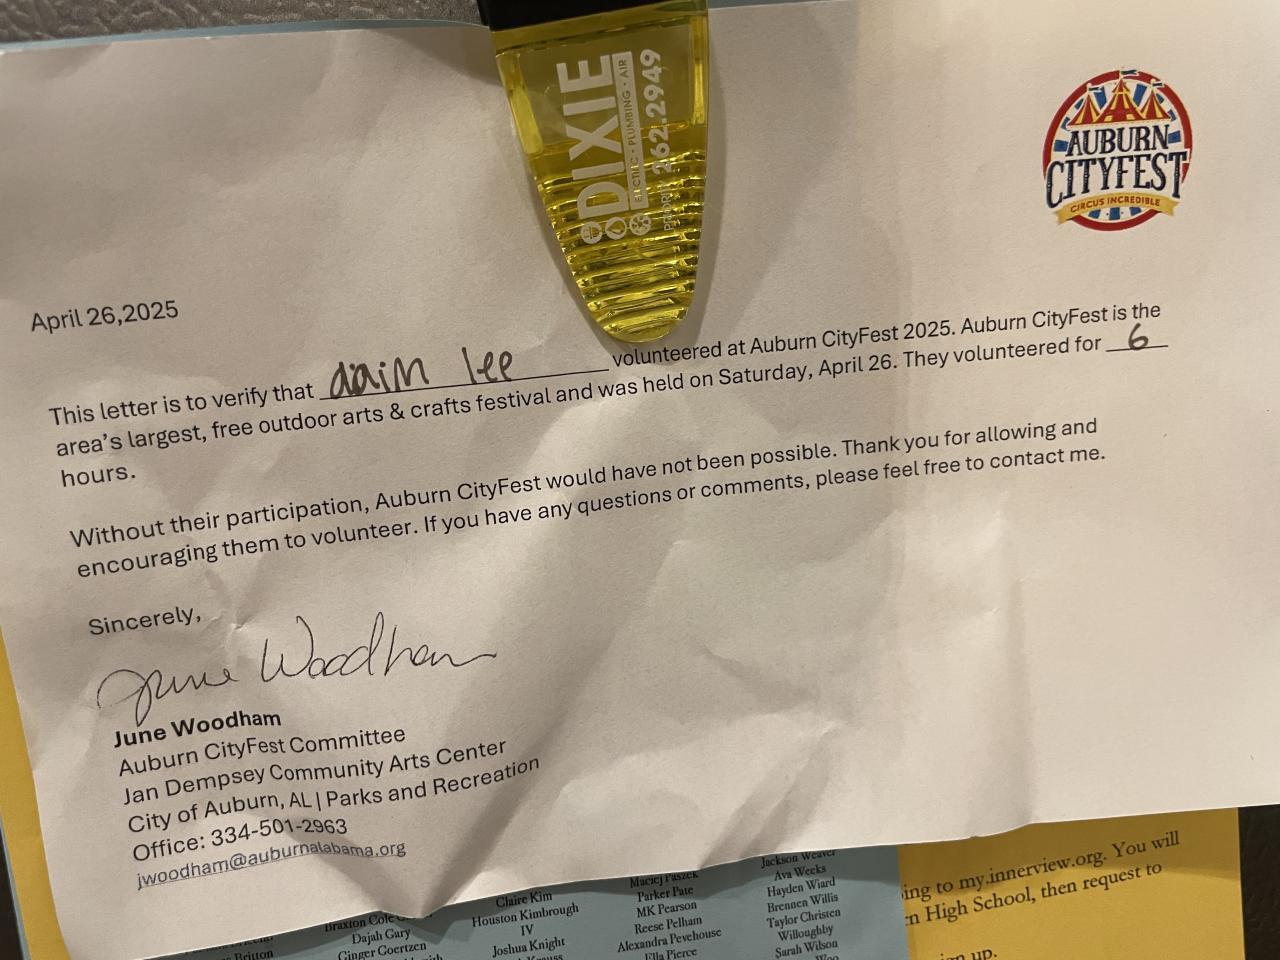 DIXIE
ELECTRIC • PLUMBING • AIR
262.2949
AUBURN
CITYFEST
CIRCUS INCREDIBLE
April 26,2025
This letter is to verify that daim lee volunteered at Auburn CityFest 2025. Auburn CityFest is the
area's largest, free outdoor arts & crafts festival and was held on Saturday, April 26. They volunteered for 6
hours.
Without their participation, Auburn CityFest would have not been possible. Thank you for allowing and
encouraging them to volunteer. If you have any questions or comments, please feel free to contact me.
Sincerely,
June Woodham
June Woodham
Auburn CityFest Committee
Jan Dempsey Community Arts Center
City of Auburn, AL | Parks and Recreation
Office: 334-501-2963
jwoodham@auburnalabama.org
Britton
Braxton Cole
Dajah Gary
Ginger Goertzen
Claire Kim
Houston Kimbrough
IV
Joshua Knight
Maciej Paszek
Parker Pate
MK Pearson
Reese Pelham
Alexandra Pevehouse
Ella Pierce
Jackson Weaver
Ava Weeks
Hayden Wiard
Brennen Willis
Taylor Christen
Willoughby
Sarah Wilson
ing to my.innerview.org. You will
n High School, then request to
up.